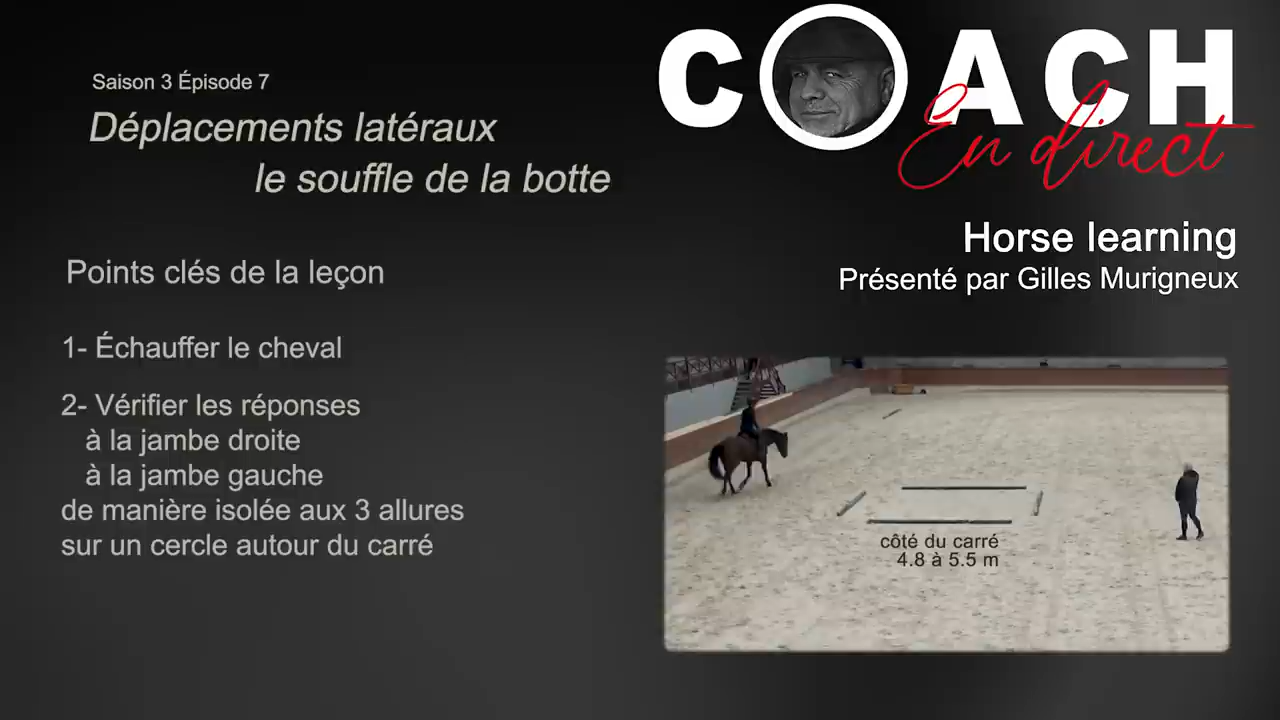 Saison 3 Épisode 7
Déplacements latéraux
le souffle de la botte
COACH
En direct
Horse learning
Présenté par Gilles Murigneux
Points clés de la leçon
1- Échauffer le cheval
2- Vérifier les réponses
à la jambe droite
à la jambe gauche
de manière isolée aux 3 allures
sur un cercle autour du carré
côté du carré
4.8 à 5.5 m